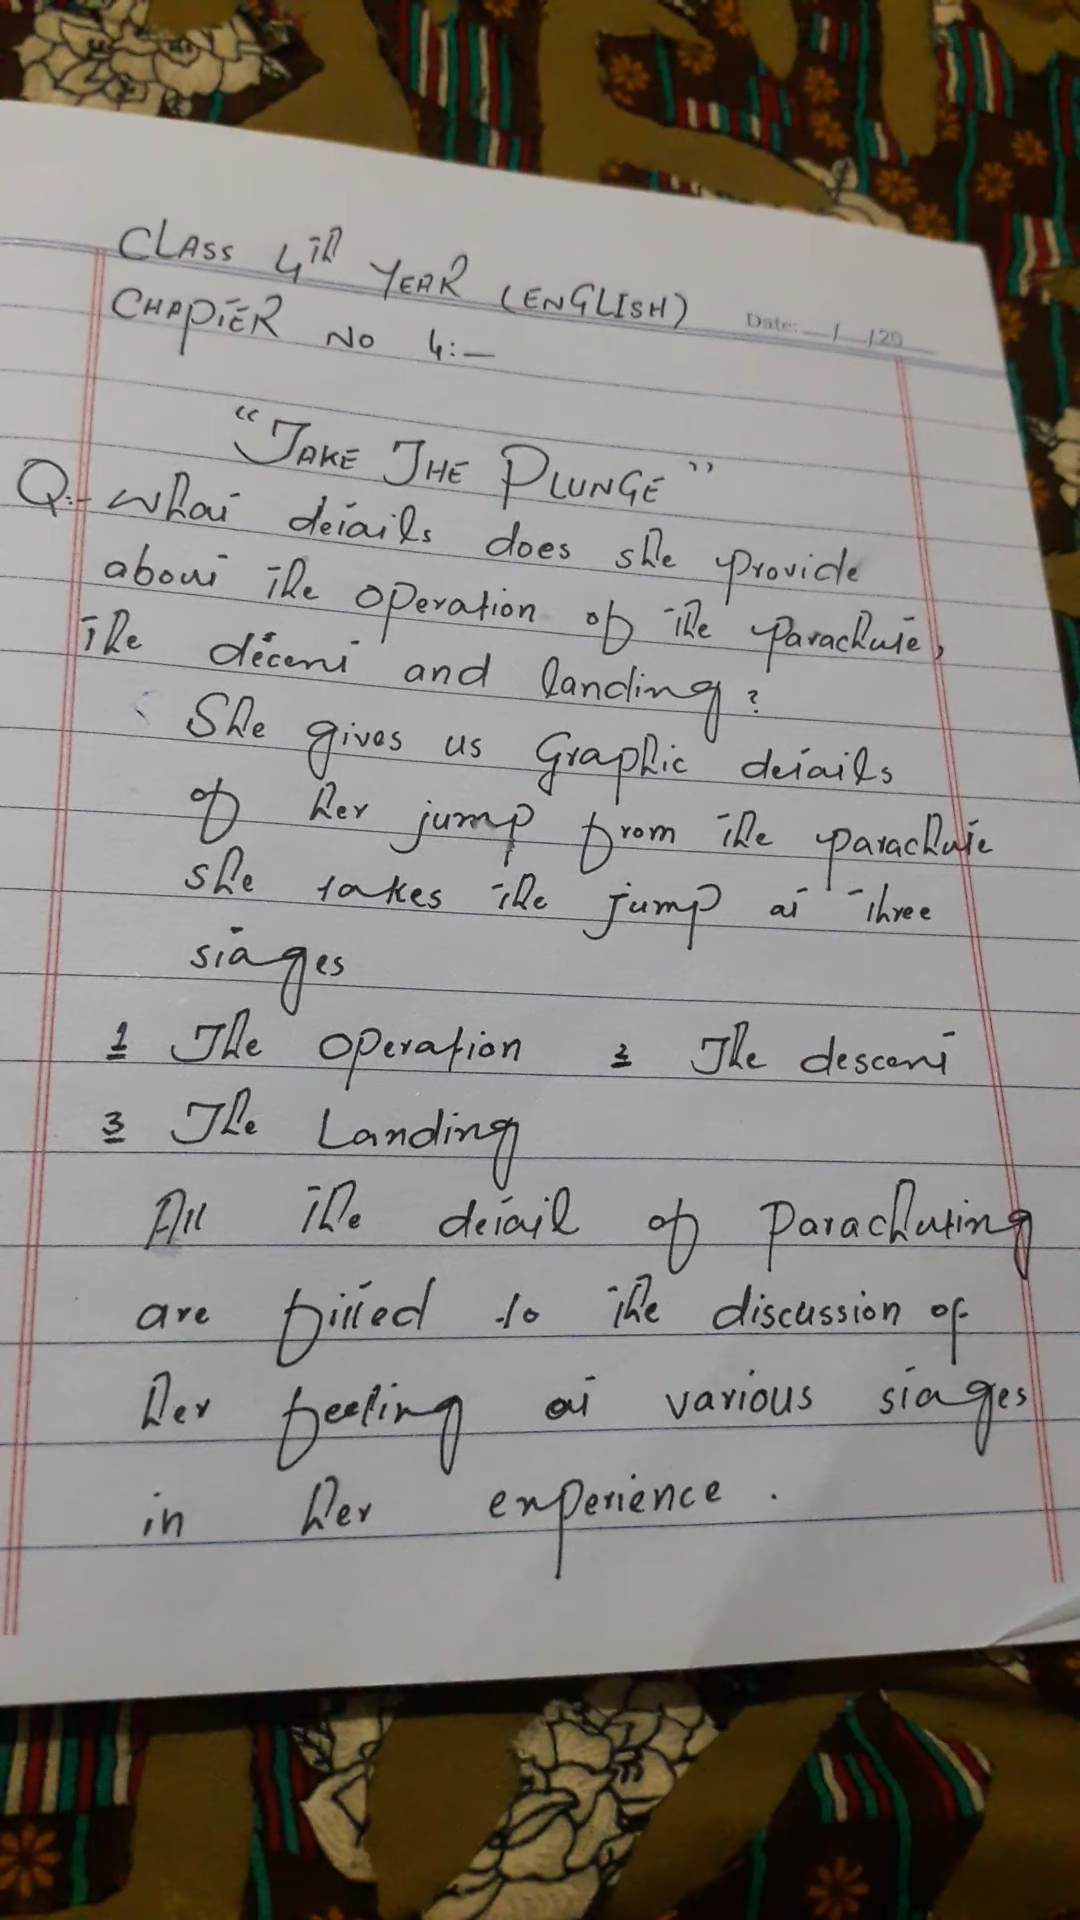 CLASS 4th YEAR (ENGLISH)
Date: __/__/20__
CHAPTER NO 4:-
"TAKE THE PLUNGE"
Q:- what details does she provide
about the operation of the parachute,
the decent and landing?
She gives us Graphic details
of her jump from the parachute
she takes the jump at three
stages
1 The operation 2 The descent
3 The Landing
All the detail of Parachuting
are fitted to the discussion of
her feeling at various stages
in her experience.